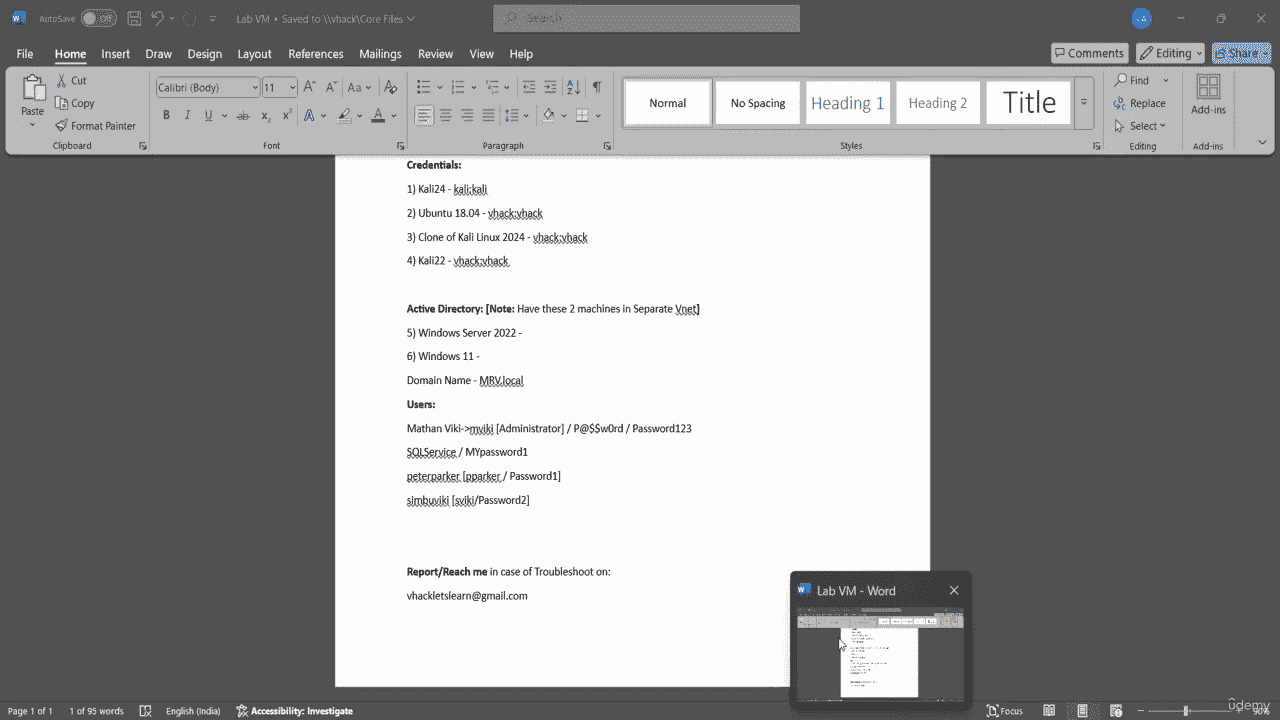 Lab VM - Saved to
Search
File Home Insert Draw Design Layout References Mailings Review View Help
Comments Editing Share
Paste Cut Copy Format Painter
Calibri (Body) 11
Normal No Spacing Heading 1 Heading 2 Title
Find Replace Select
Add-ins
Clipboard Font Paragraph Styles Editing Add-ins
Credentials:
1) Kali24 - kali:kali
2) Ubuntu 18.04 - vhack:vhack
3) Clone of Kali Linux 2024 - vhack:vhack
4) Kali22 - vhack:vhack
Active Directory: [Note: Have these 2 machines in Separate Vnet]
5) Windows Server 2022 -
6) Windows 11 -
Domain Name - MRV.local
Users:
Mathan Viki->mviki [Administrator] / P@$$w0rd / Password123
SQLService / MYpassword1
peterparker [pparker / Password1]
simbuviki [sviki/Password2]
Report/Reach me in case of Troubleshoot on:
vhackletslearn@gmail.com
Lab VM - Word
Page 1 of 1 1 of 95 words English (India) Accessibility: Investigate Focus
udemy